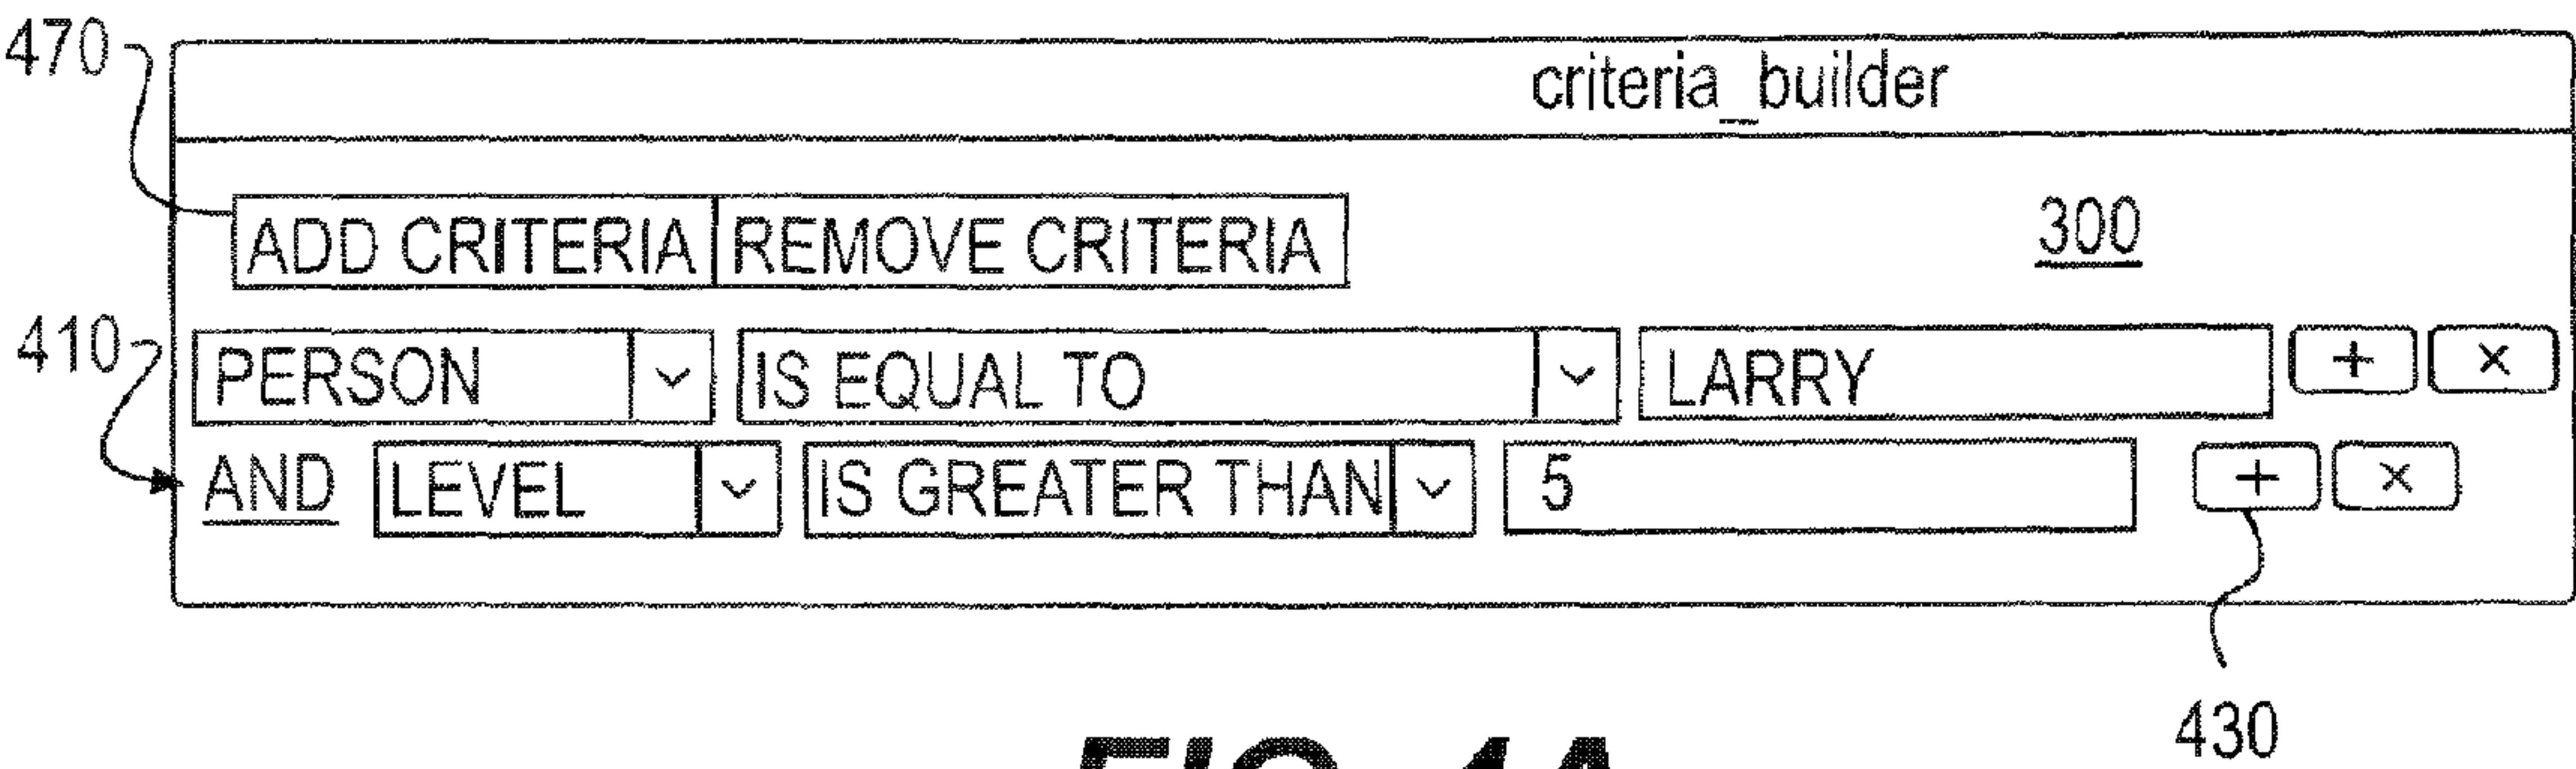 470
criteria_builder
ADD CRITERIA REMOVE CRITERIA
300
410
PERSON IS EQUAL TO LARRY + ×
AND LEVEL IS GREATER THAN 5 + ×
430